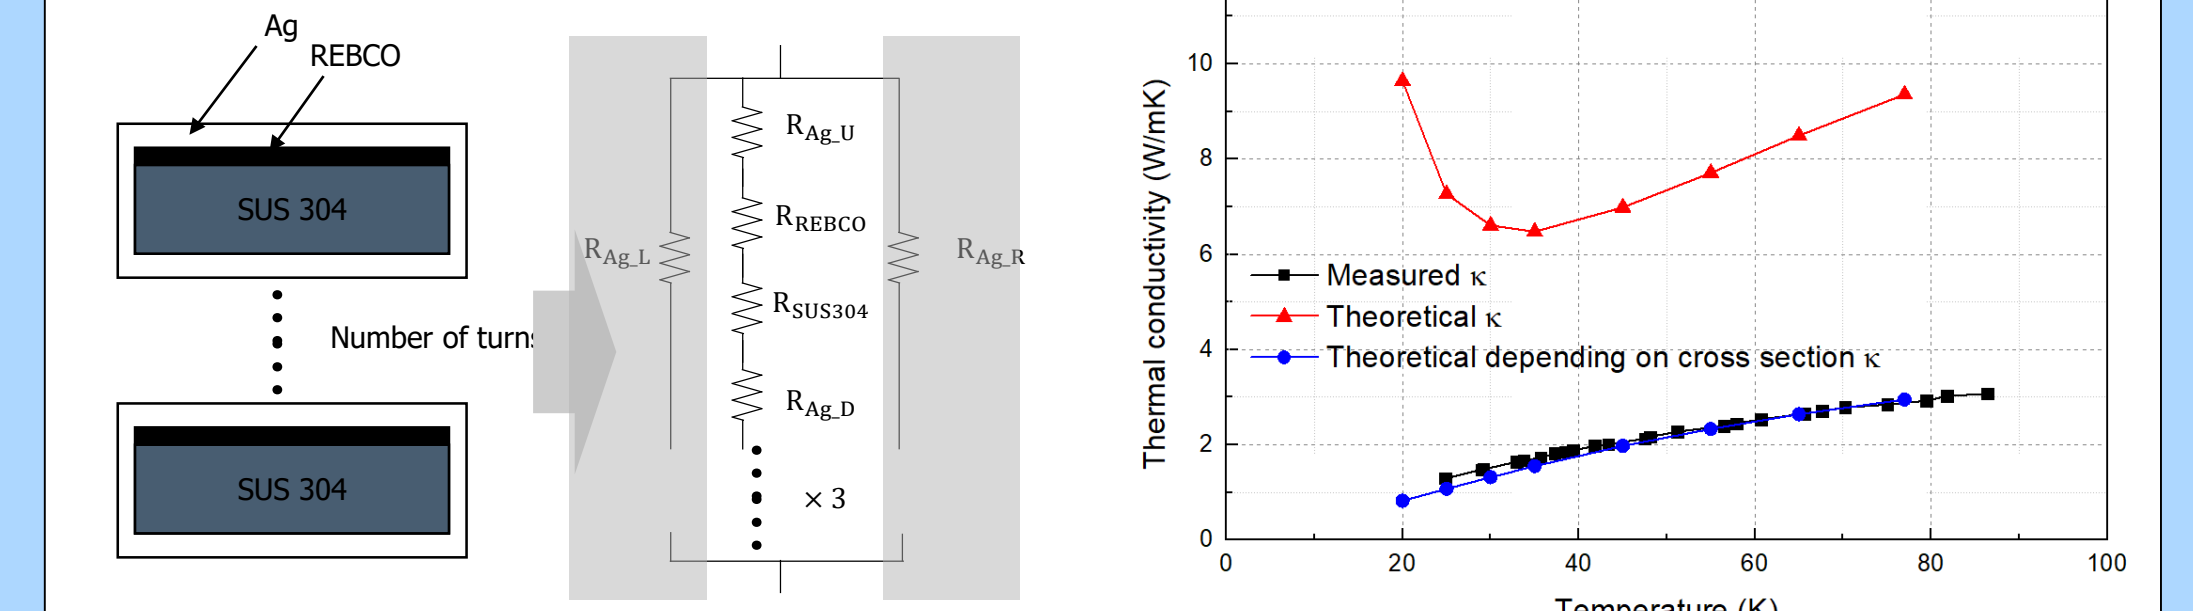 Ag
REBCO
SUS 304
Number of turns
SUS 304
R_Ag_U
R_REBCO
R_Ag_L
R_Ag_R
R_SUS304
R_Ag_D
× 3
Thermal conductivity (W/mK)
10
8
6
4
2
0
Measured κ
Theoretical κ
Theoretical depending on cross section κ
0 20 40 60 80 100
Temperature (K)